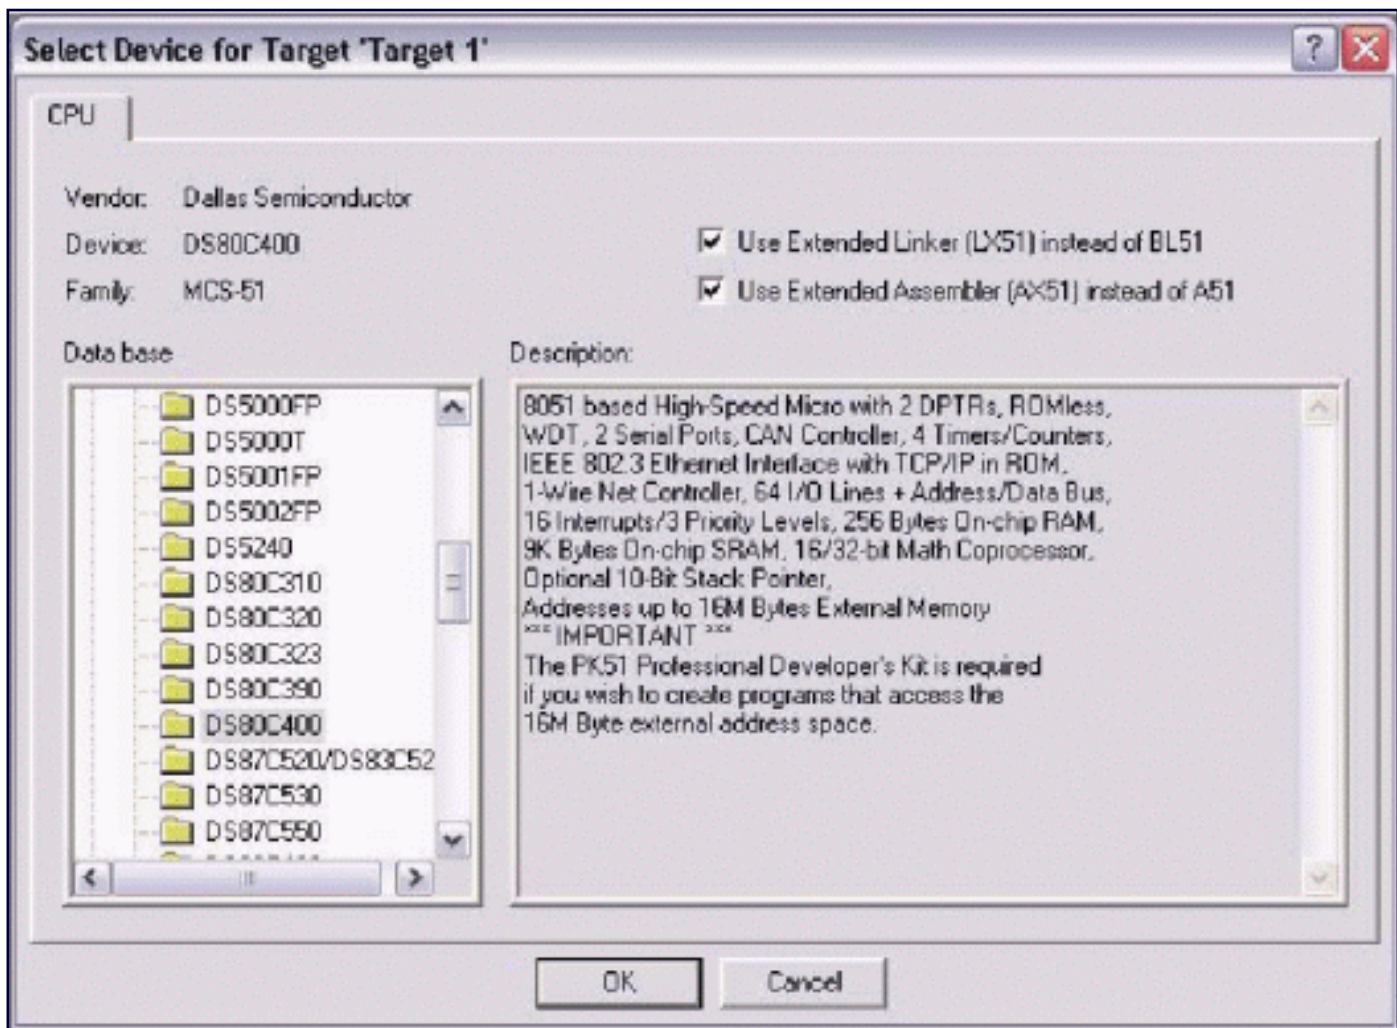 Select Device for Target 'Target 1'
CPU
Vendor: Dallas Semiconductor
Device: DS80C400
Family: MCS-51
Use Extended Linker (LX51) instead of BL51
Use Extended Assembler (AX51) instead of A51
Data base
DS5000FP
DS5000T
DS5001FP
DS5002FP
DS5240
DS80C310
DS80C320
DS80C323
DS80C390
DS80C400
DS87C520/DS83C52
DS87C530
DS87C550
Description:
8051 based High-Speed Micro with 2 DPTRs, ROMless,
WDT, 2 Serial Ports, CAN Controller, 4 Timers/Counters,
IEEE 802.3 Ethernet Interface with TCP/IP in ROM,
1-Wire Net Controller, 64 I/O Lines + Address/Data Bus,
16 Interrupts/3 Priority Levels, 256 Bytes On-chip RAM,
9K Bytes On-chip SRAM, 16/32-bit Math Coprocessor,
Optional 10-Bit Stack Pointer,
Addresses up to 16M Bytes External Memory
*** IMPORTANT ***
The PK51 Professional Developer's Kit is required
if you wish to create programs that access the
16M Byte external address space.
OK
Cancel